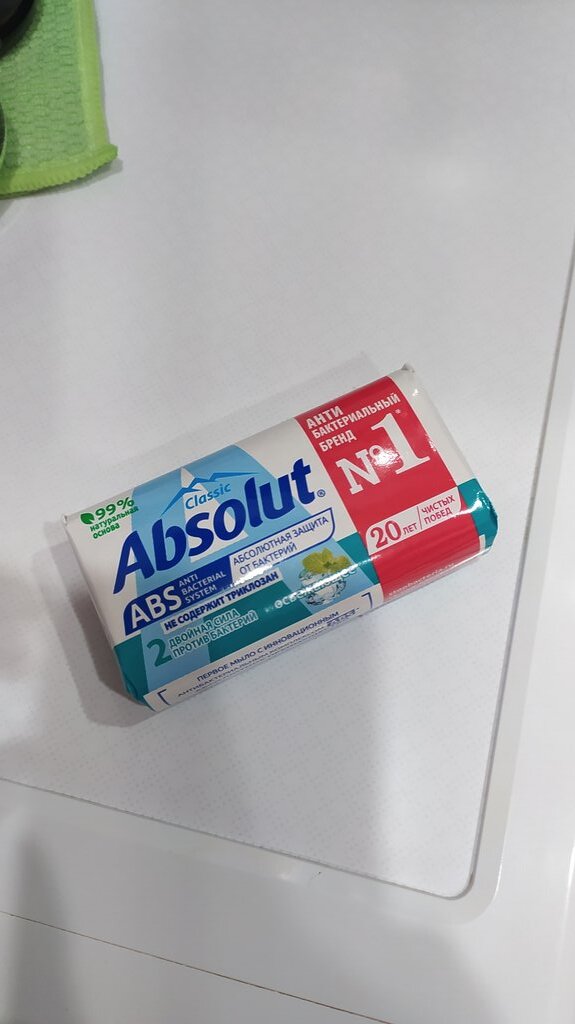 99%
натуральная
основа
Classic
Absolut®
ABS
ANTI
BACTERIAL
SYSTEM
АБСОЛЮТНАЯ ЗАЩИТА
ОТ БАКТЕРИЙ
НЕ СОДЕРЖИТ ТРИКЛОЗАН
2 ДВОЙНАЯ СИЛА
ПРОТИВ БАКТЕРИЙ
АНТИ
БАКТЕРИАЛЬНЫЙ
БРЕНД
№1*
20 ЛЕТ / ЧИСТЫХ
ПОБЕД
ПЕРВОЕ МЫЛО С ИННОВАЦИОННЫМ
АНТИБАКТЕРИАЛЬНЫМ